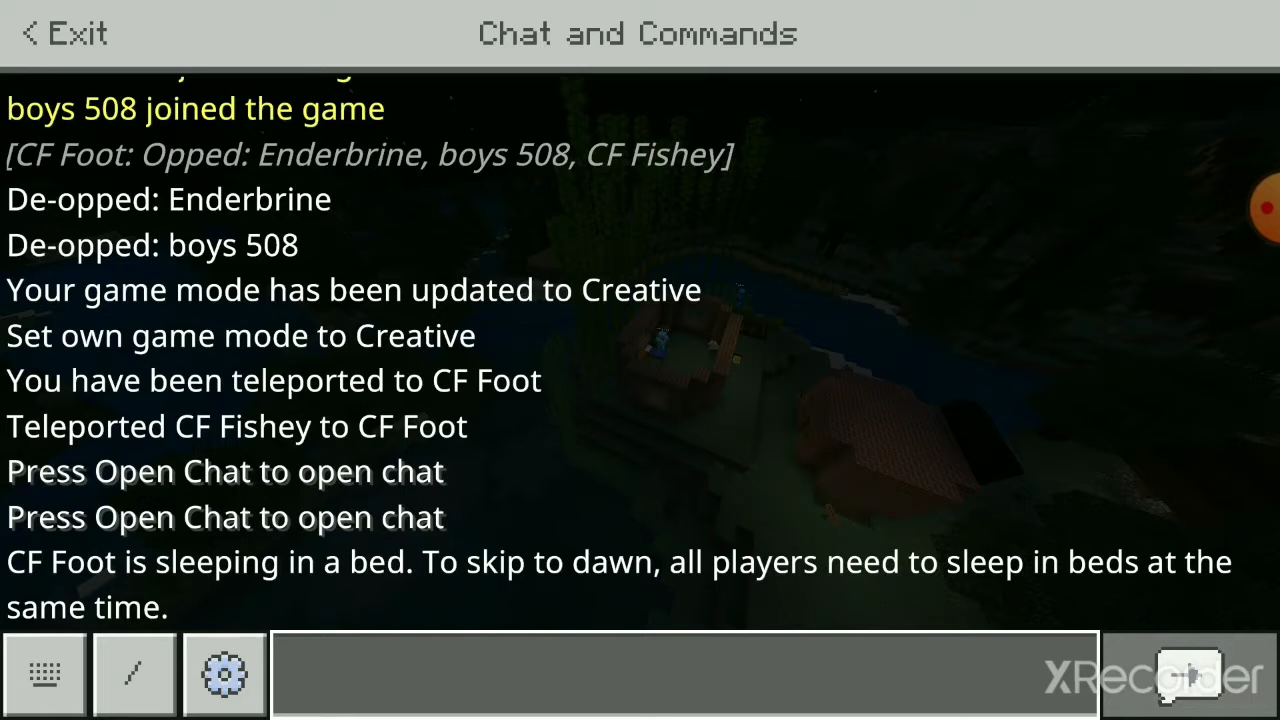 < Exit
Chat and Commands
boys 508 joined the game
[CF Foot: Opped: Enderbrine, boys 508, CF Fishey]
De-opped: Enderbrine
De-opped: boys 508
Your game mode has been updated to Creative
Set own game mode to Creative
You have been teleported to CF Foot
Teleported CF Fishey to CF Foot
Press Open Chat to open chat
Press Open Chat to open chat
CF Foot is sleeping in a bed. To skip to dawn, all players need to sleep in beds at the
same time.
/
XRecorder